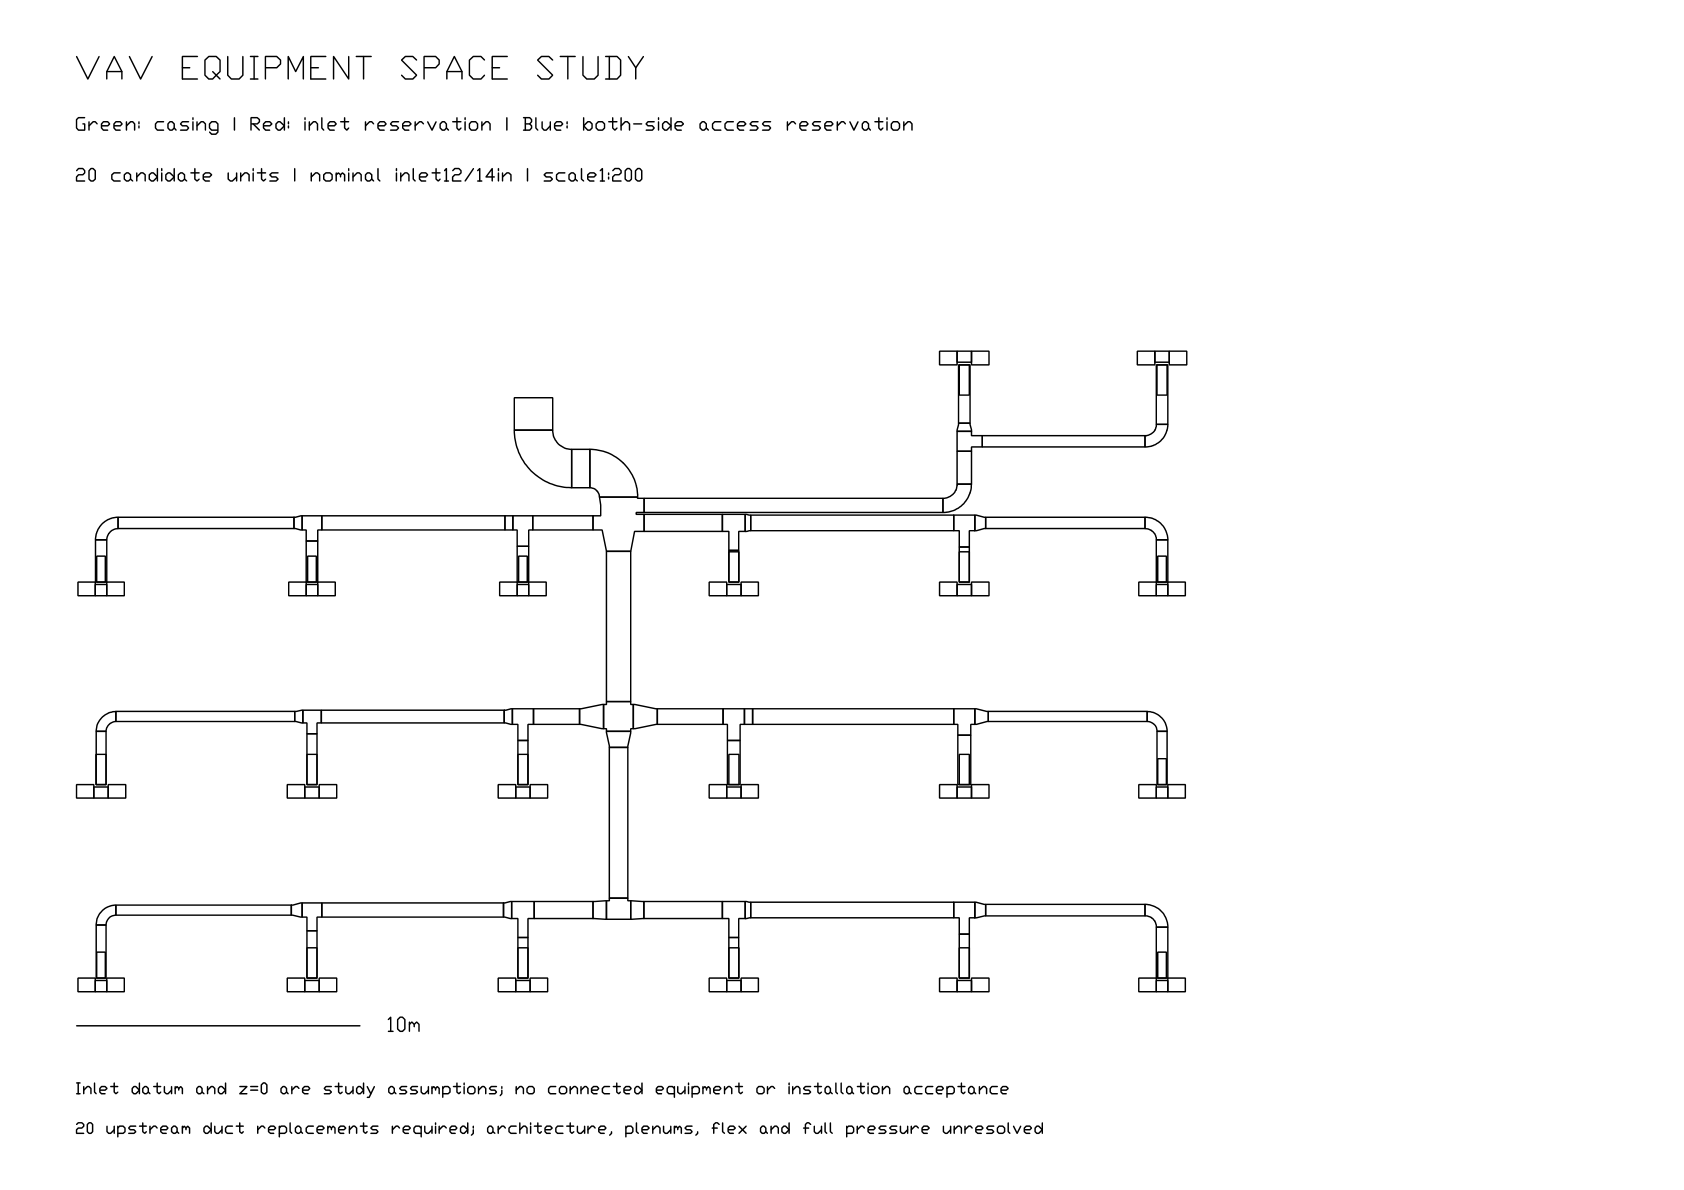 VAV EQUIPMENT SPACE STUDY
Green: casing | Red: inlet reservation | Blue: both-side access reservation
20 candidate units | nominal inlet12/14in | scale1:200
10m
Inlet datum and z=0 are study assumptions; no connected equipment or installation acceptance
20 upstream duct replacements required; architecture, plenums, flex and full pressure unresolved